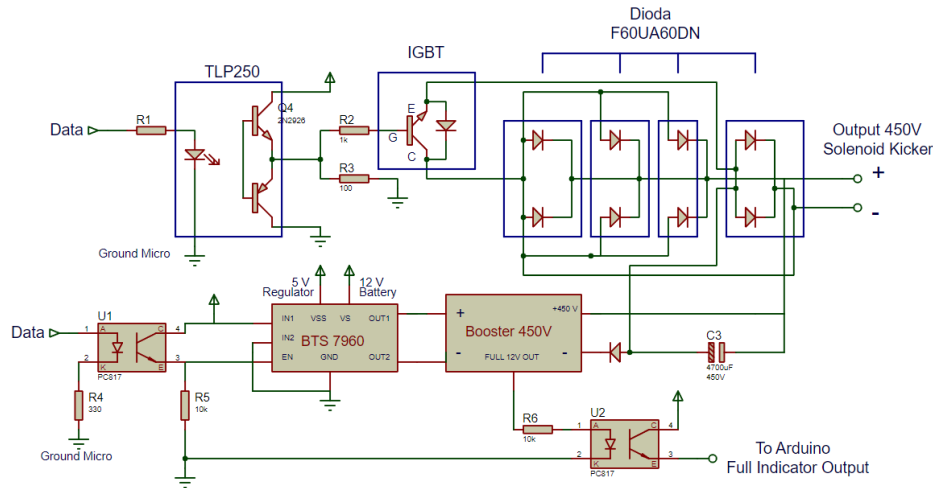 Dioda
F60UA60DN
IGBT
TLP250
Q4
2N2926
Data
R1
R2
1k
R3
100
E
G
C
Output 450V
Solenoid Kicker
+
-
Ground Micro
5 V
Regulator
12 V
Battery
U1
Data
1
A
C
4
2
K
E
3
PC817
R4
330
Ground Micro
R5
10k
IN1
VSS
VS
OUT1
IN2
BTS 7960
EN
GND
OUT2
+
+450 V
Booster 450V
-
FULL 12V OUT
-
C3
4700uF
450V
R6
10k
U2
1
A
C
4
2
K
E
3
PC817
To Arduino
Full Indicator Output